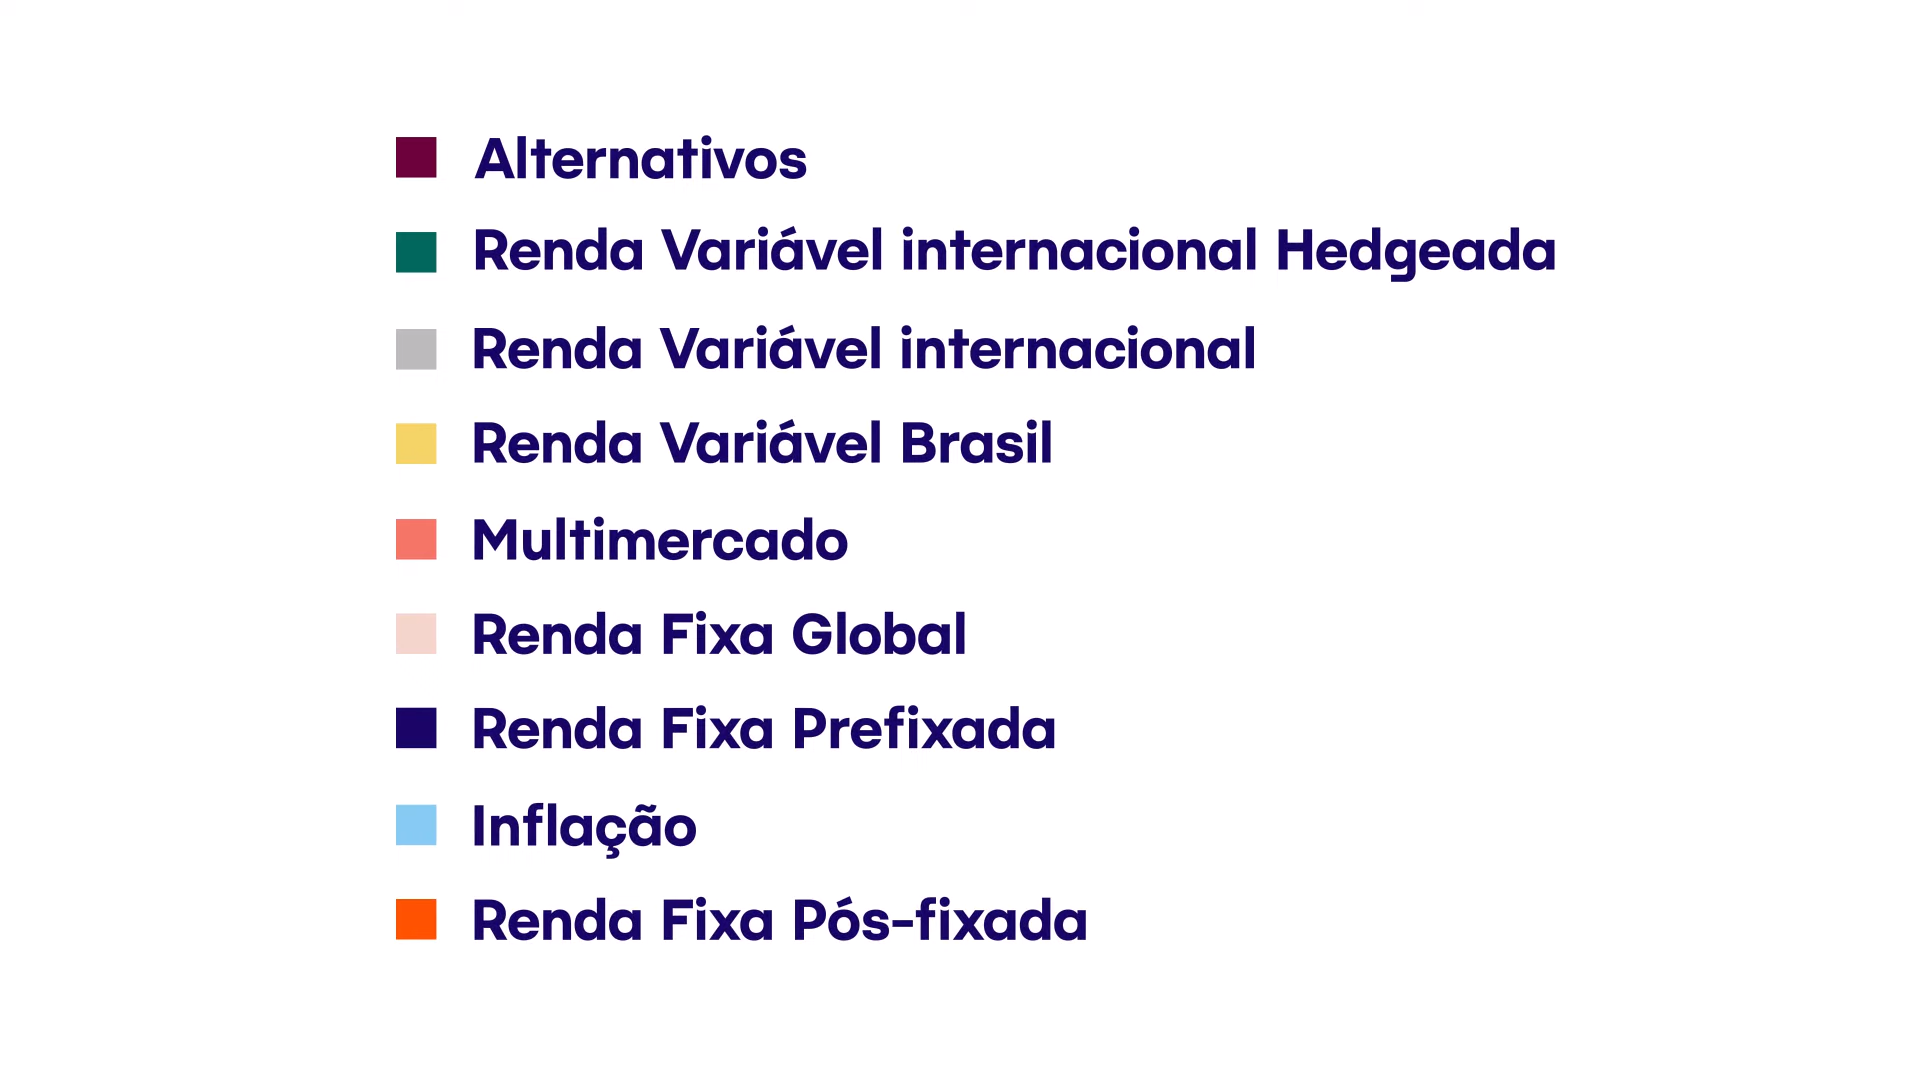 Alternativos
Renda Variável internacional Hedgeada
Renda Variável internacional
Renda Variável Brasil
Multimercado
Renda Fixa Global
Renda Fixa Prefixada
Inflação
Renda Fixa Pós-fixada